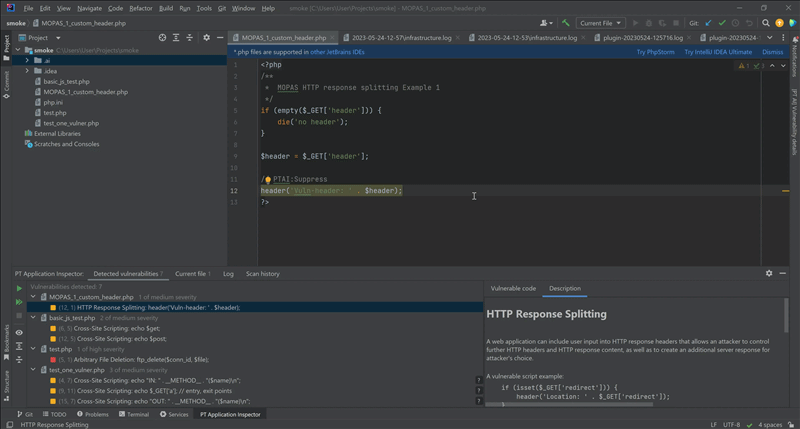 File Edit View Navigate Code Refactor Build Run Tools Git Window Help smoke [C:\Users\User\Projects\smoke] - MOPAS_1_custom_header.php
smoke MOPAS_1_custom_header.php
Current File
Git:
Project
MOPAS_1_custom_header.php
2023-05-24-12-57\infrastructure.log
2023-05-24-12-53\infrastructure.log
plugin-20230524-125716.log
plugin-20230524
smoke C:\Users\User\Projects\smoke
.ai
.idea
basic_js_test.php
MOPAS_1_custom_header.php
php.ini
test.php
test_one_vulner.php
External Libraries
Scratches and Consoles
* php files are supported in other JetBrains IDEs
Try PhpStorm Try IntelliJ IDEA Ultimate Dismiss
1 <?php
2 /**
3 * MOPAS HTTP response splitting Example 1
4 */
5 if (empty($_GET['header'])) {
6 die('no header');
7 }
8
9 $header = $_GET['header'];
10
11 / PTAI:Suppress
12 header('Vuln-header: ' . $header);
13 ?>
1 1
Project
Commit
Bookmarks
Structure
Notifications
PT AI: Vulnerability details
PT Application Inspector: Detected vulnerabilities 7 Current file 1 Log Scan history
Vulnerabilities detected: 7
MOPAS_1_custom_header.php 1 of medium severity
(12, 1) HTTP Response Splitting: header('Vuln-header: ' . $header);
basic_js_test.php 2 of medium severity
(6, 5) Cross-Site Scripting: echo $get;
(12, 5) Cross-Site Scripting: echo $post;
test.php 1 of high severity
(5, 1) Arbitrary File Deletion: ftp_delete($conn_id, $file);
test_one_vulner.php 3 of medium severity
(4, 7) Cross-Site Scripting: echo "IN: " . __METHOD__ . "($name)\n"; ?
(9, 11) Cross-Site Scripting: echo $_GET['a']; // entry, exit points
(15, 7) Cross-Site Scripting: echo "OUT: " . __METHOD__ . "($name)\n"; ?
Vulnerable code Description
HTTP Response Splitting
A web application can include user input into HTTP response headers that allows an attacker to control
further HTTP headers and HTTP response content, as well as to create an additional server response for
attacker's choice.
A vulnerable script example:
if (isset($_GET['redirect'])) {
header('Location: ' . $_GET['redirect']);
Git TODO Problems Terminal Services PT Application Inspector
HTTP Response Splitting
LF UTF-8 4 spaces